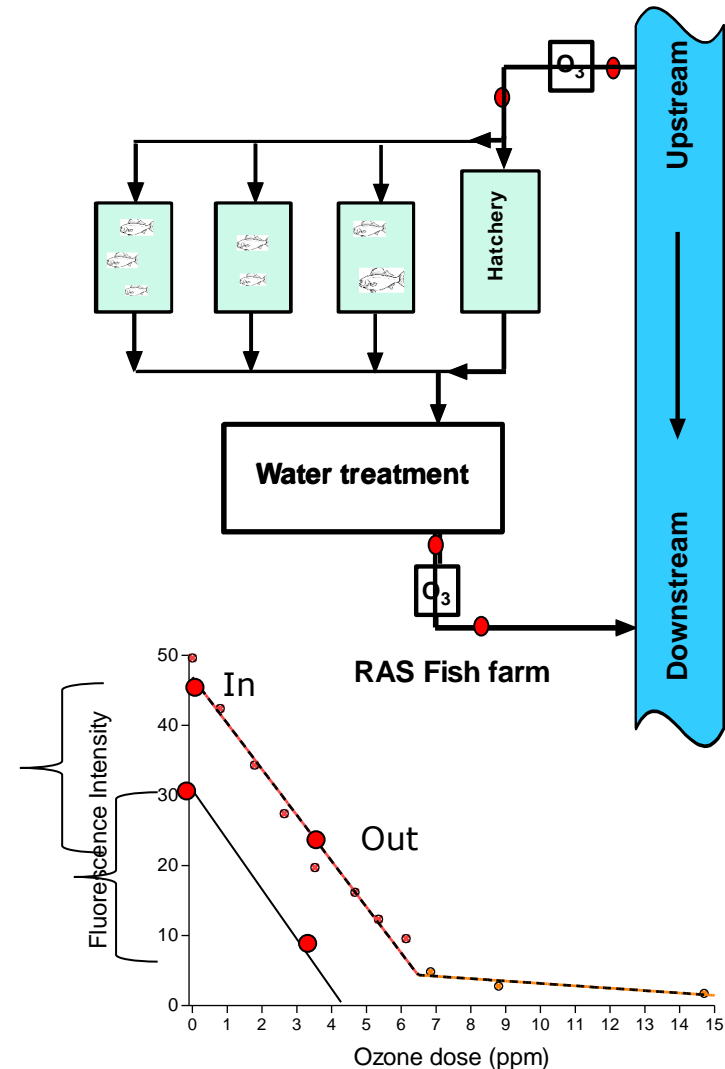 O3
Upstream
Hatchery
Water treatment
O3
Downstream
RAS Fish farm
50
In
40
30
Out
20
10
0
Fluorescence Intensity
0 1 2 3 4 5 6 7 8 9 10 11 12 13 14 15
Ozone dose (ppm)